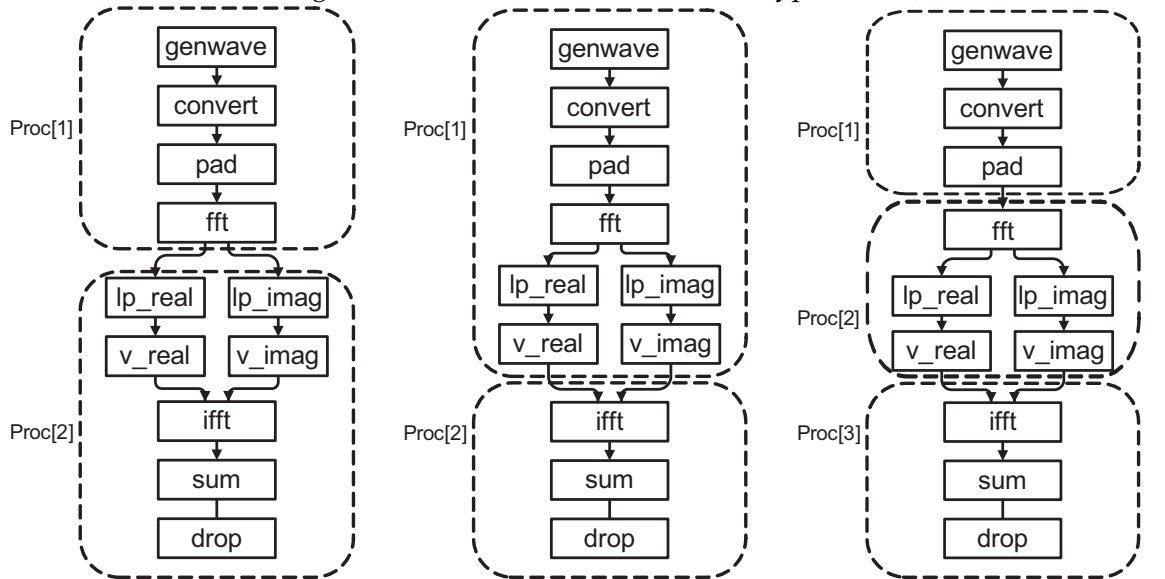 genwave
convert
Proc[1]
pad
fft
lp_real lp_imag
v_real v_imag
ifft
Proc[2]
sum
drop
genwave
convert
Proc[1]
pad
fft
lp_real lp_imag
v_real v_imag
ifft
Proc[2]
sum
drop
genwave
convert
Proc[1]
pad
fft
lp_real lp_imag
Proc[2]
v_real v_imag
ifft
Proc[3]
sum
drop